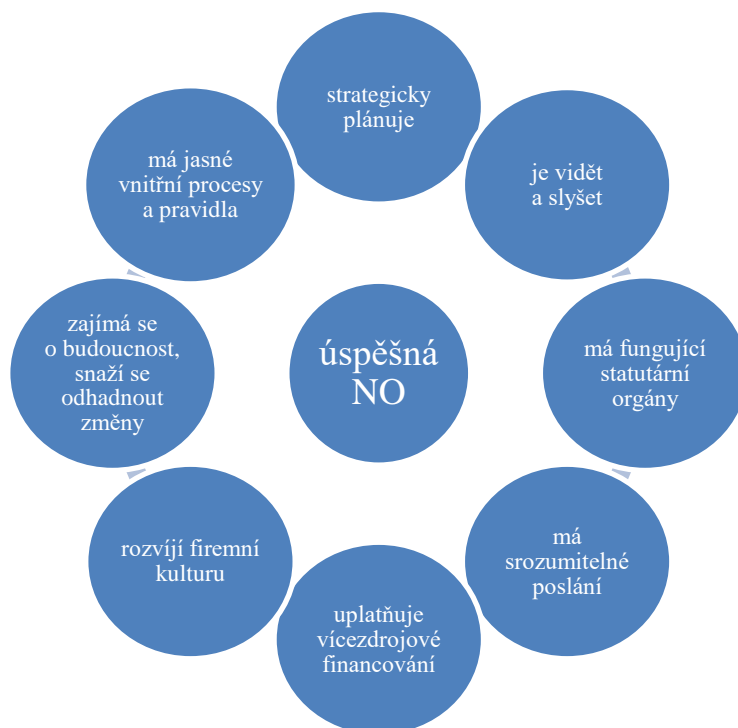 strategicky
plánuje
je vidět
a slyšet
má fungující
statutární
orgány
má
srozumitelné
poslání
uplatňuje
vícezdrojové
financování
rozvíjí firemní
kulturu
zajímá se
o budoucnost,
snaží se
odhadnout
změny
má jasné
vnitřní procesy
a pravidla
úspěšná
NO